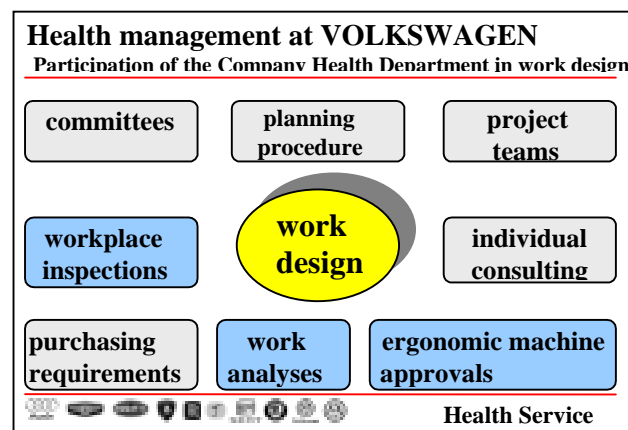 Health management at VOLKSWAGEN
Participation of the Company Health Department in work design
committees
planning
procedure
project
teams
workplace
inspections
work
design
individual
consulting
purchasing
requirements
work
analyses
ergonomic machine
approvals
Health Service